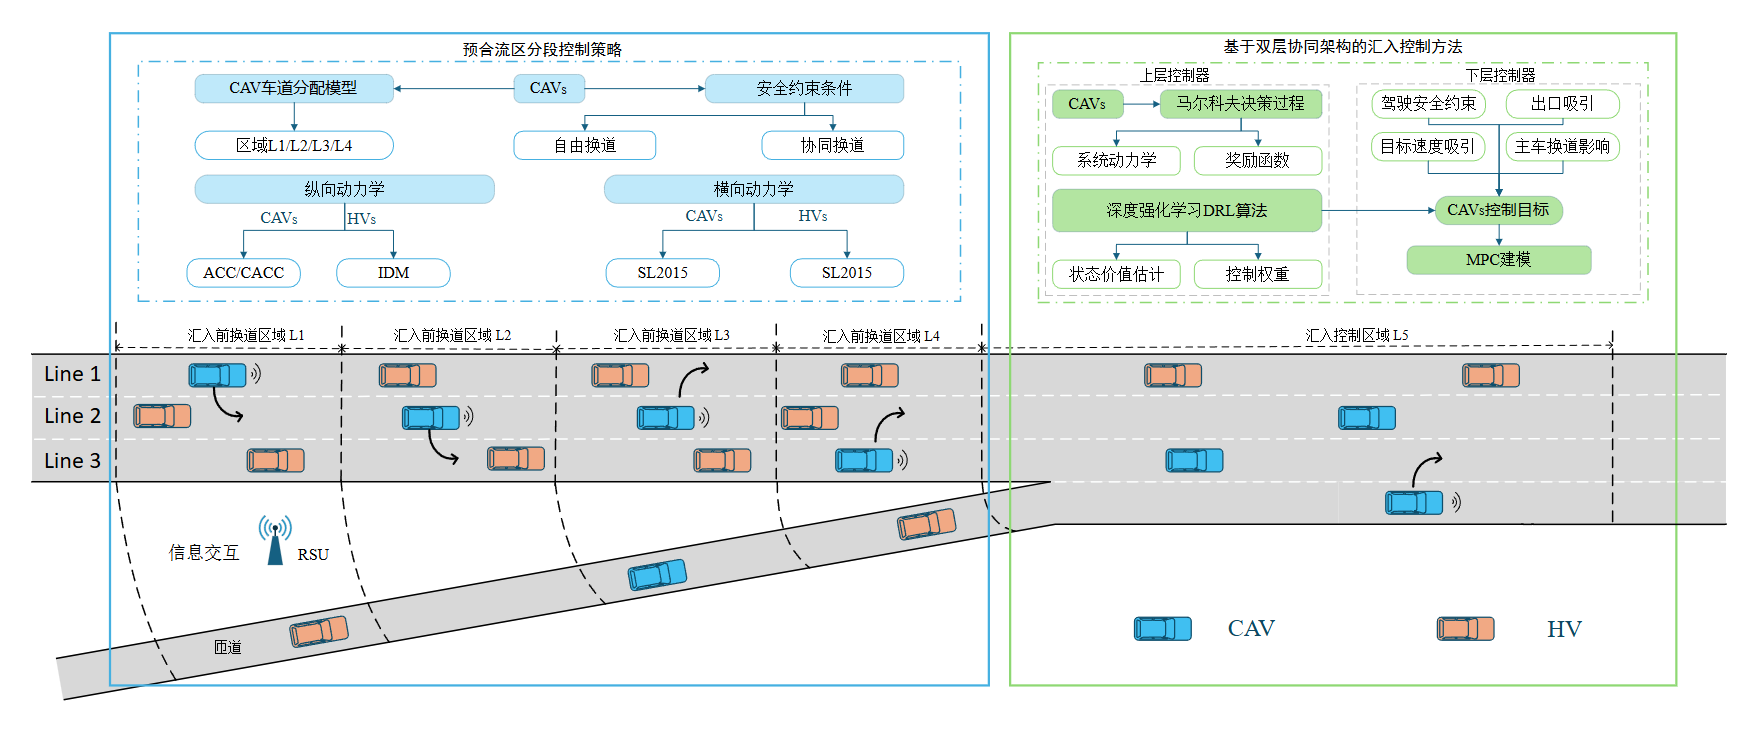 预合流区分段控制策略
CAV车道分配模型
CAVs
安全约束条件
区域L1/L2/L3/L4
自由换道
协同换道
纵向动力学
横向动力学
CAVs
HVs
CAVs
HVs
ACC/CACC
IDM
SL2015
SL2015
基于双层协同架构的汇入控制方法
上层控制器
下层控制器
CAVs
马尔科夫决策过程
驾驶安全约束
出口吸引
系统动力学
奖励函数
目标速度吸引
主车换道影响
深度强化学习DRL算法
CAVs控制目标
状态价值估计
控制权重
MPC建模
汇入前换道区域 L1
汇入前换道区域 L2
汇入前换道区域 L3
汇入前换道区域 L4
汇入控制区域 L5
Line 1
Line 2
Line 3
信息交互
RSU
匝道
CAV
HV